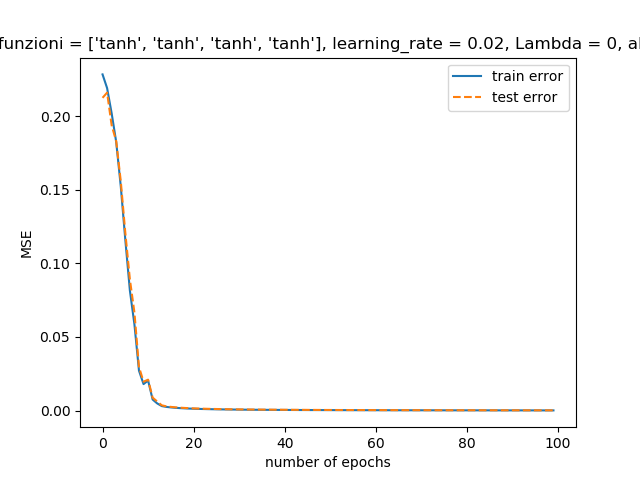 funzioni = ['tanh', 'tanh', 'tanh', 'tanh'], learning_rate = 0.02, Lambda = 0,
train error
test error
0.20
0.15
0.10
0.05
0.00
MSE
0 20 40 60 80 100
number of epochs